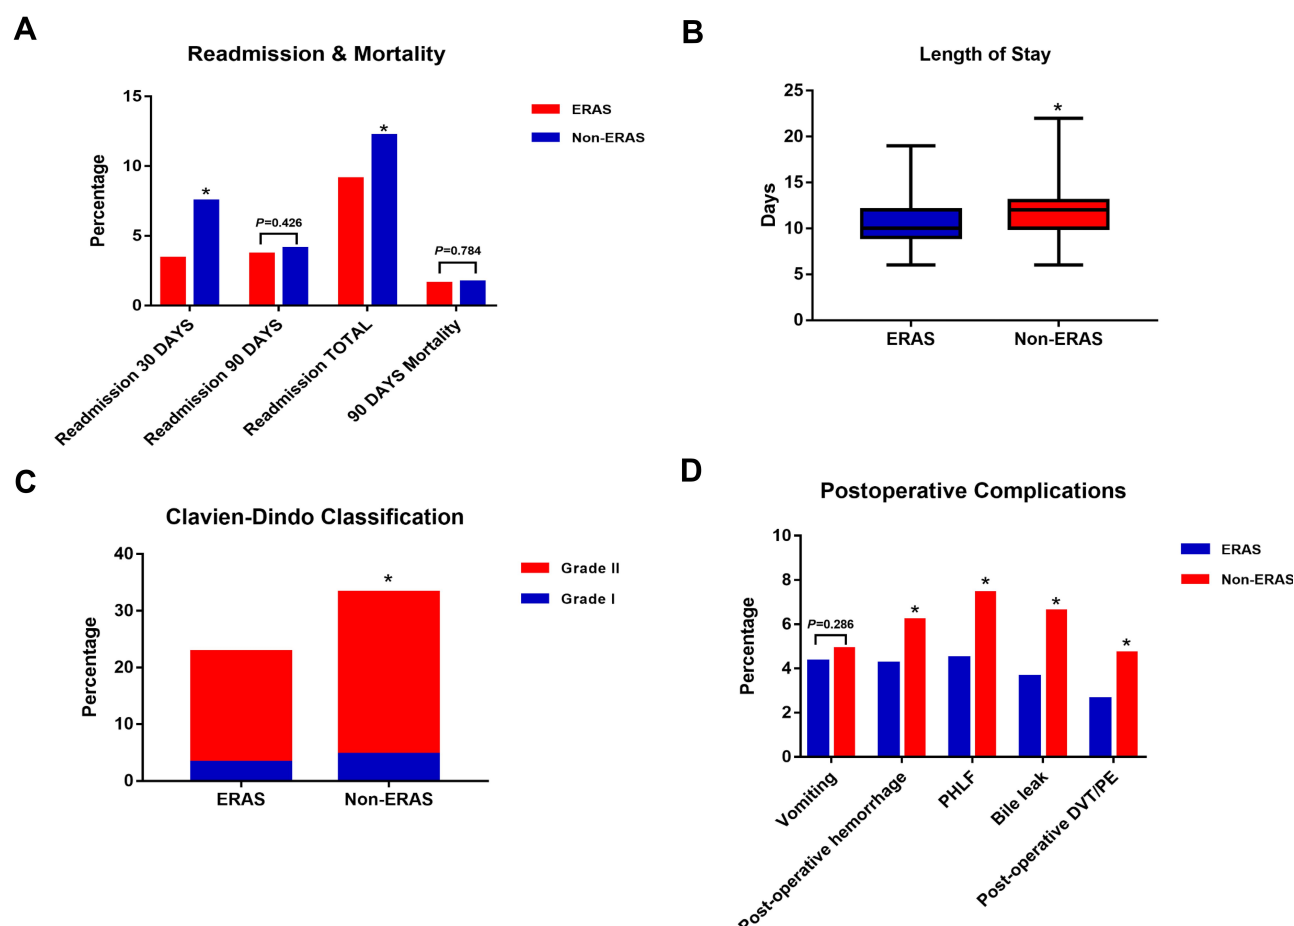 A
Readmission & Mortality
15
10
5
0
Percentage
*
P=0.426
*
P=0.784
ERAS
Non-ERAS
Readmission 30 DAYS
Readmission 90 DAYS
Readmission TOTAL
90 DAYS Mortality
B
Length of Stay
25
20
15
10
5
0
Days
*
ERAS
Non-ERAS
C
Clavien-Dindo Classification
40
30
20
10
0
Percentage
*
Grade II
Grade I
ERAS
Non-ERAS
D
Postoperative Complications
10
8
6
4
2
0
Percentage
P=0.286
*
*
*
*
ERAS
Non-ERAS
Vomiting
Post-operative hemorrhage
PHLF
Bile leak
Post-operative DVT/PE